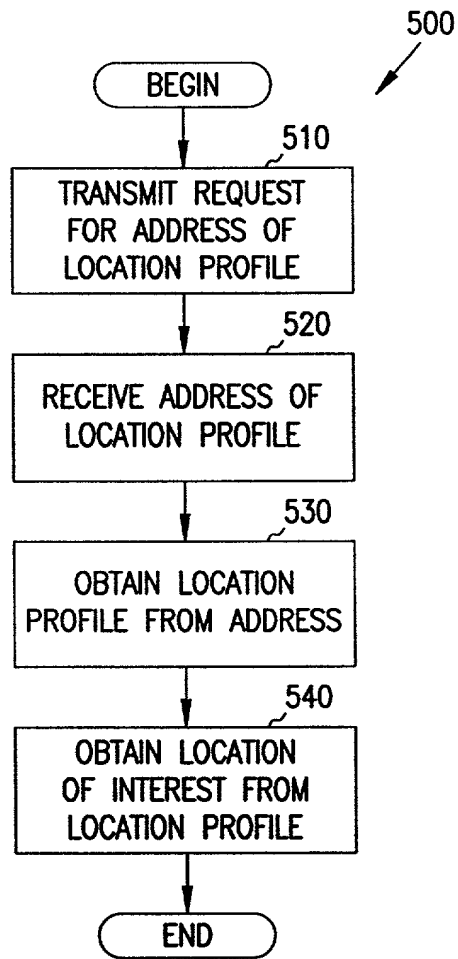 500
BEGIN
510
TRANSMIT REQUEST
FOR ADDRESS OF
LOCATION PROFILE
520
RECEIVE ADDRESS OF
LOCATION PROFILE
530
OBTAIN LOCATION
PROFILE FROM ADDRESS
540
OBTAIN LOCATION
OF INTEREST FROM
LOCATION PROFILE
END